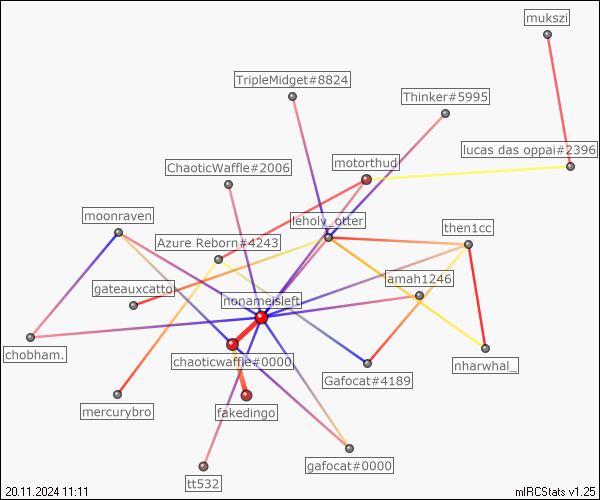 mukszi
TripleMidget#8824
Thinker#5995
lucas das oppai#2396
motorthud
ChaoticWaffle#2006
moonraven
leholy_otter
then1cc
Azure Reborn#4243
amah1246
gateauxcatto
nonameisleft
chobham.
chaoticwaffle#0000
nharwhal_
Gafocat#4189
mercurybro
fakedingo
gafocat#0000
tt532
20.11.2024 11:11
mIRCStats v1.25